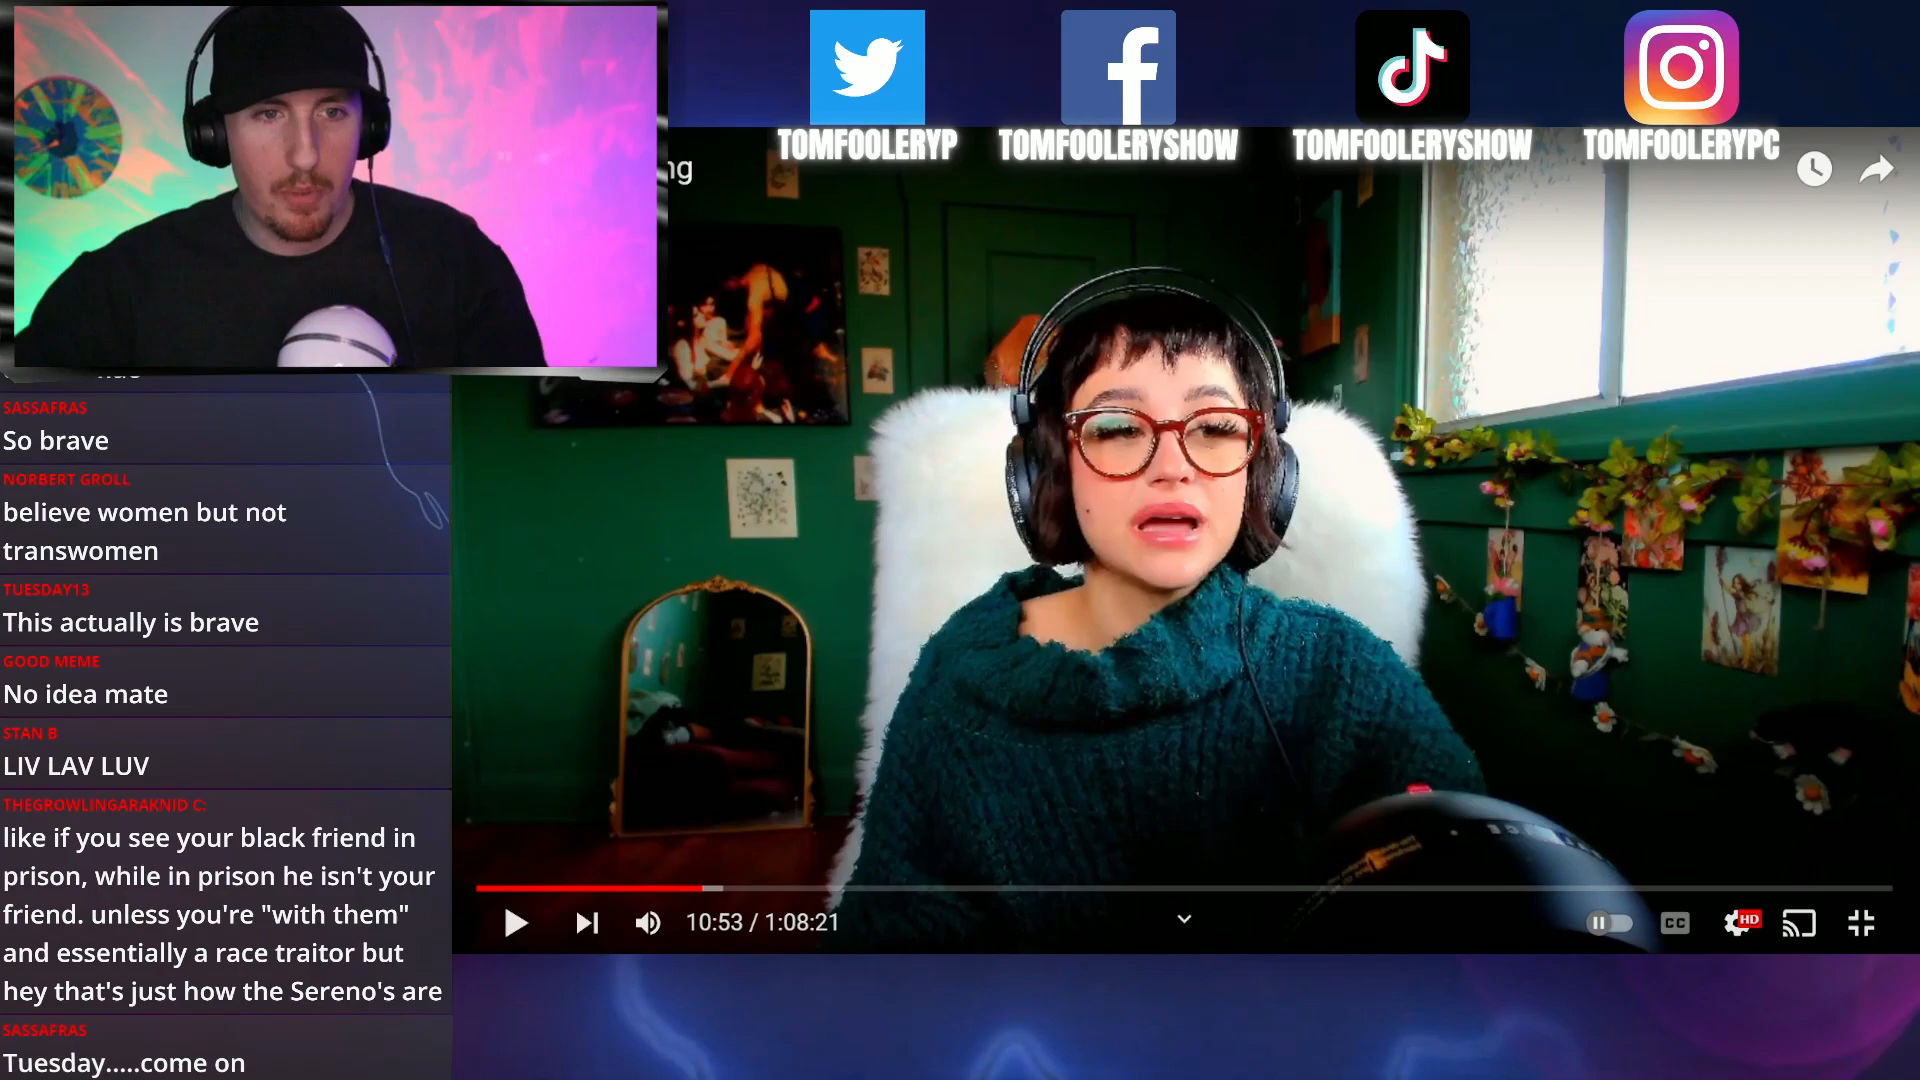 TOMFOOLERYP
TOMFOOLERYSHOW
TOMFOOLERYSHOW
TOMFOOLERYPC
ng
SASSAFRAS
So brave
NORBERT GROLL
believe women but not
transwomen
TUESDAY13
This actually is brave
GOOD MEME
No idea mate
STAN B
LIV LAV LUV
THEGROWLINGARAKNID C:
like if you see your black friend in
prison, while in prison he isn't your
friend. unless you're "with them"
and essentially a race traitor but
hey that's just how the Sereno's are
SASSAFRAS
Tuesday.....come on
10:53 / 1:08:21
CC
HD